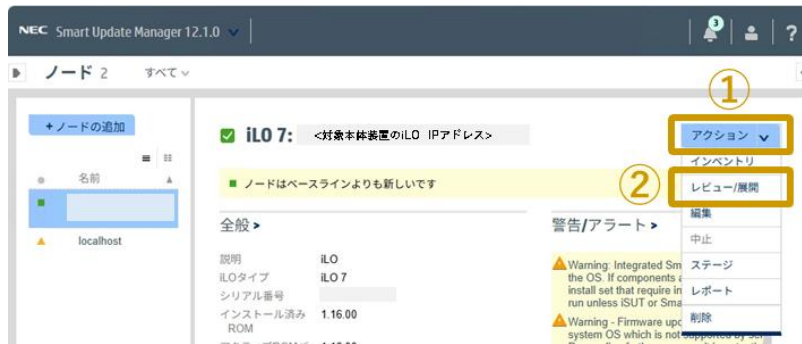 NEC Smart Update Manager 12.1.0
3
?
ノード 2 すべて
①
+ノードの追加
iLO 7: <対象本体装置のiLO IPアドレス>
アクション
インベントリ
名前
ノードはベースラインよりも新しいです
②
レビュー/展開
全般 >
警告/アラート >
編集
localhost
中止
説明 iLO
Warning: Integrated Sm
ステージ
iLOタイプ iLO 7
the OS. If components
シリアル番号
install set that require in
レポート
インストール済み ROM 1.16.00
run unless iSUT or Sma
Warning - Firmware upd
削除
system OS which is not